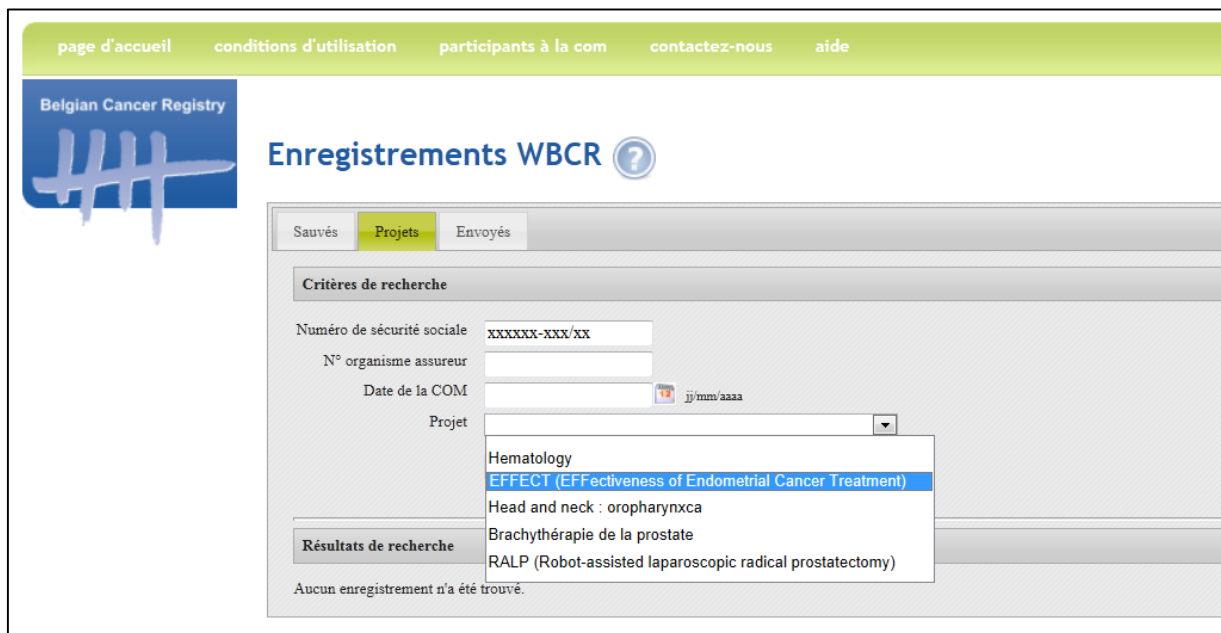 page d'accueil conditions d'utilisation participants à la com contactez-nous aide
Belgian Cancer Registry
Enregistrements WBCR ?
Sauvés Projets Envoyés
Critères de recherche
Numéro de sécurité sociale xxxxxx-xxx/xx
N° organisme assureur
Date de la COM 12 jj/mm/aaaa
Projet
Hematology
EFFECT (EFFectiveness of Endometrial Cancer Treatment)
Head and neck : oropharynxca
Brachythérapie de la prostate
RALP (Robot-assisted laparoscopic radical prostatectomy)
Résultats de recherche
Aucun enregistrement n'a été trouvé.